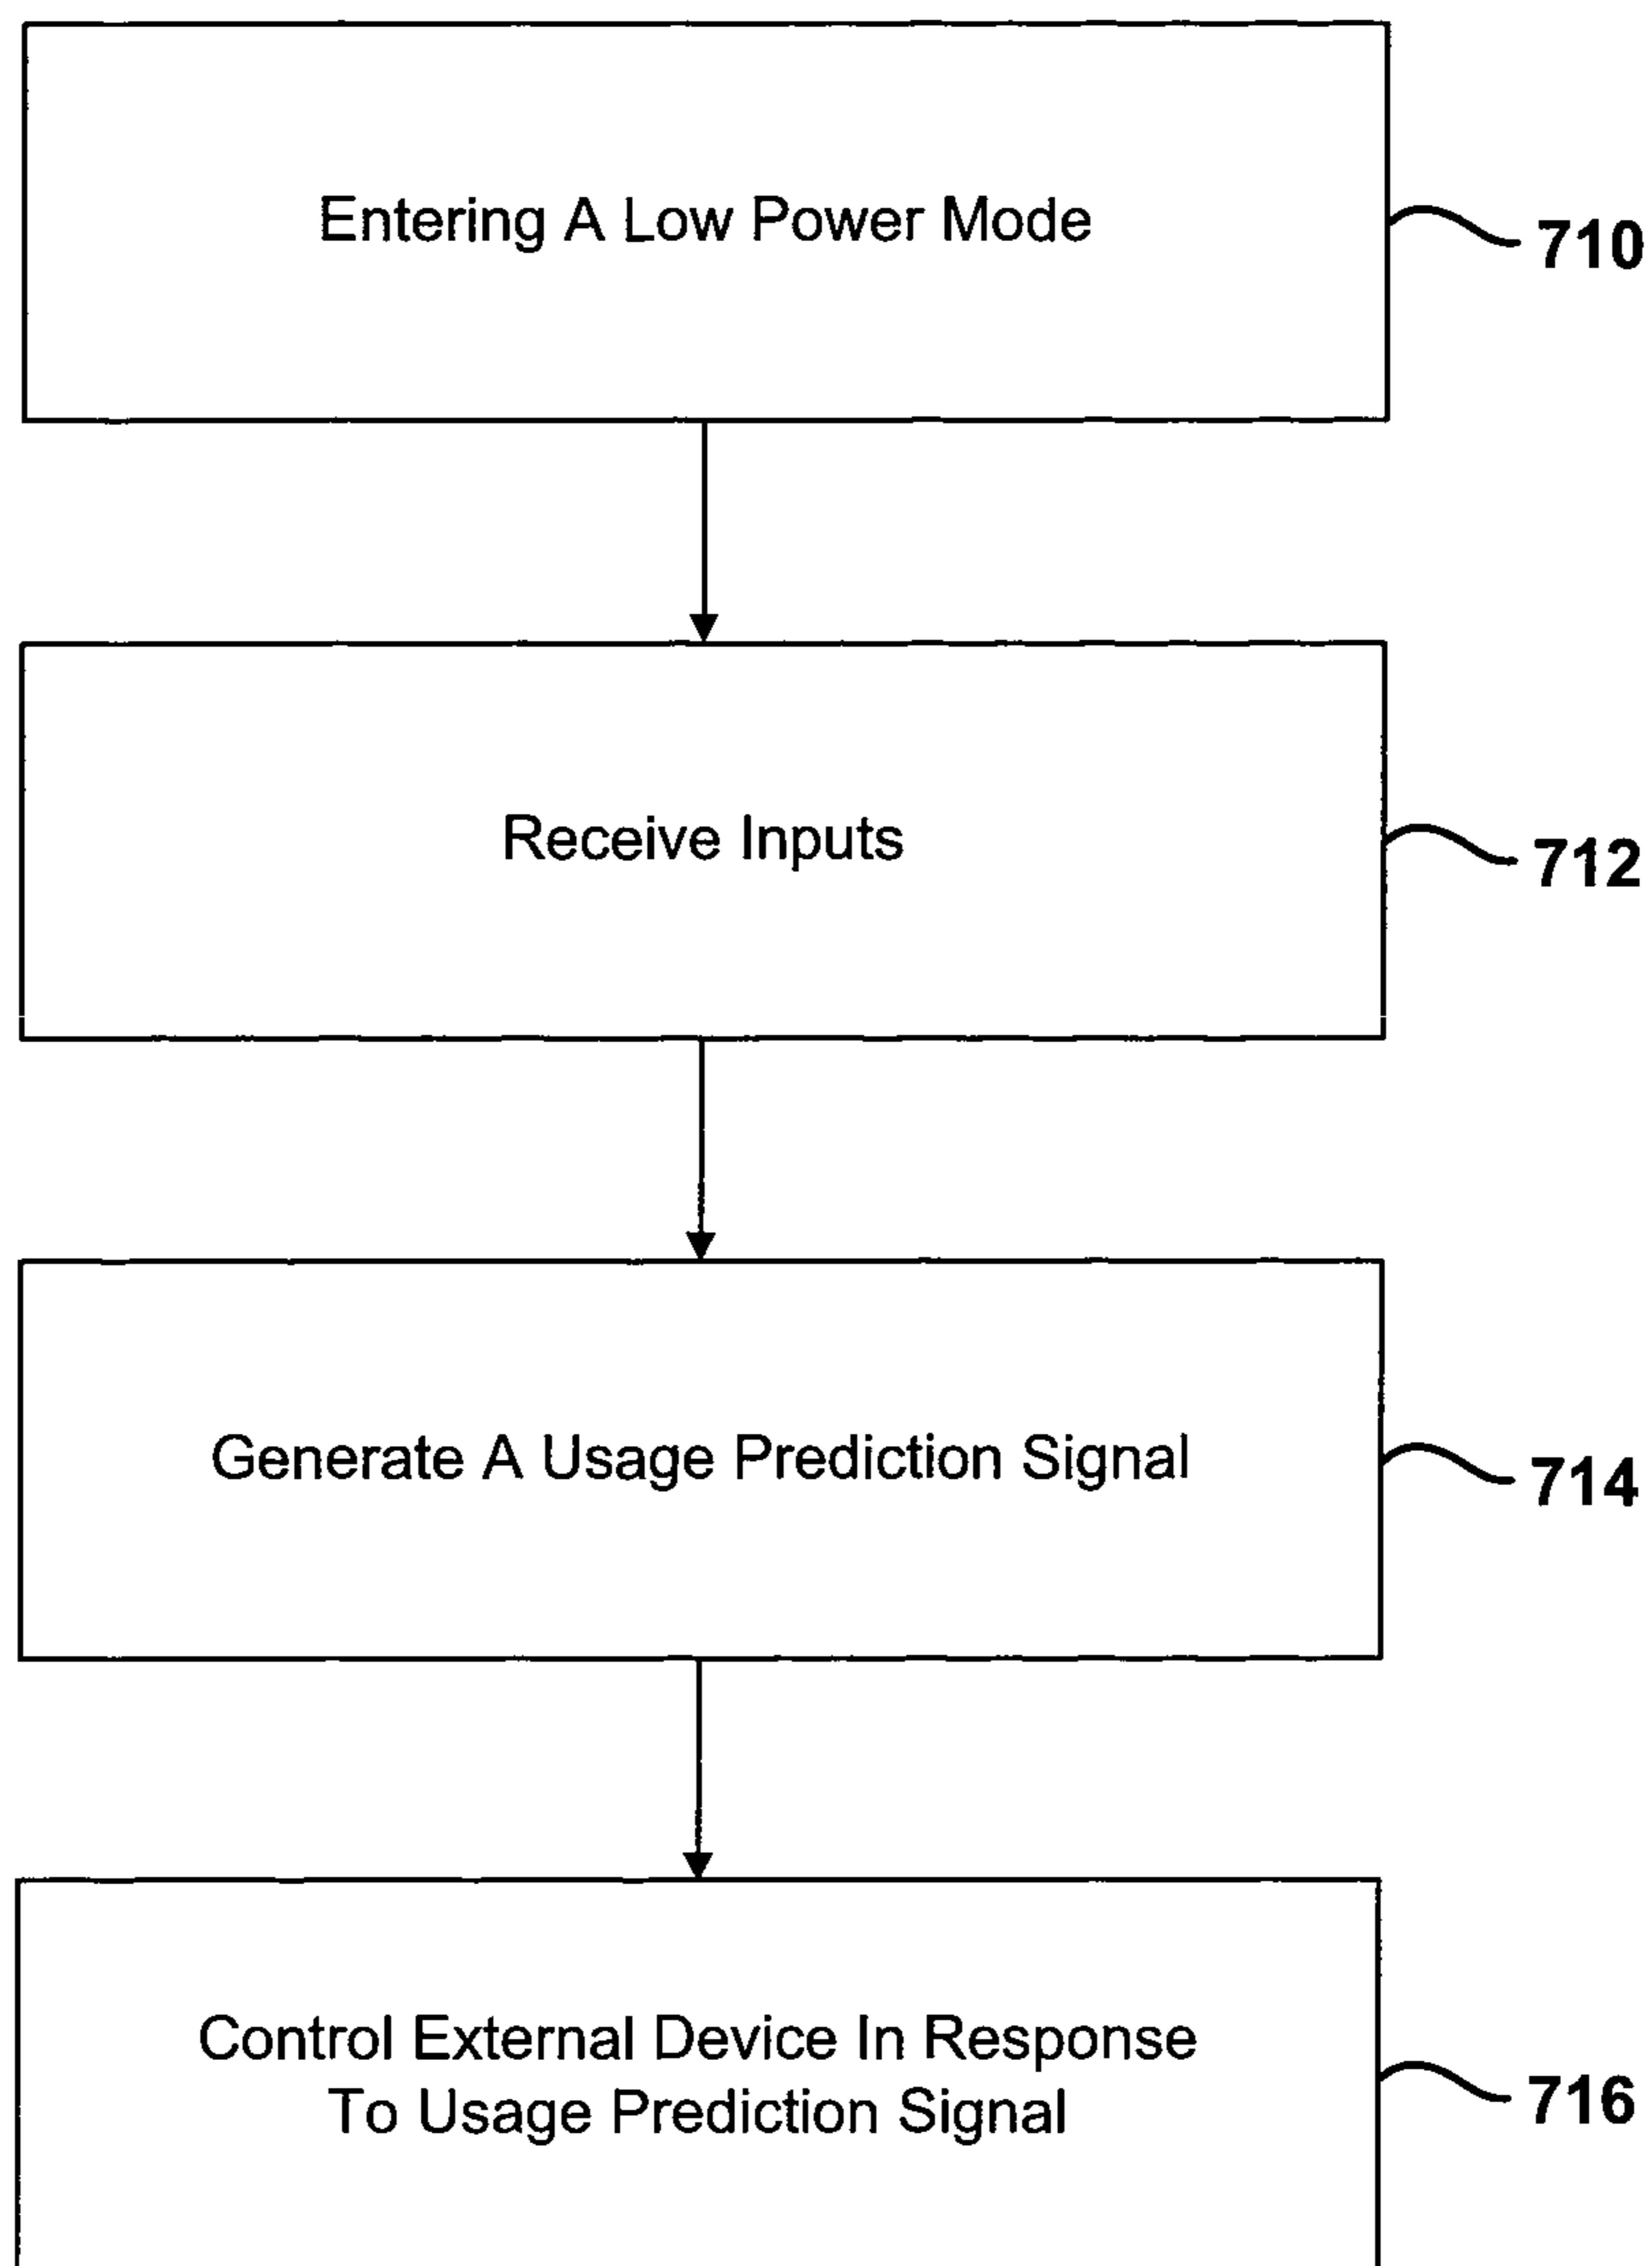 Entering A Low Power Mode
710
Receive Inputs
712
Generate A Usage Prediction Signal
714
Control External Device In Response
To Usage Prediction Signal
716